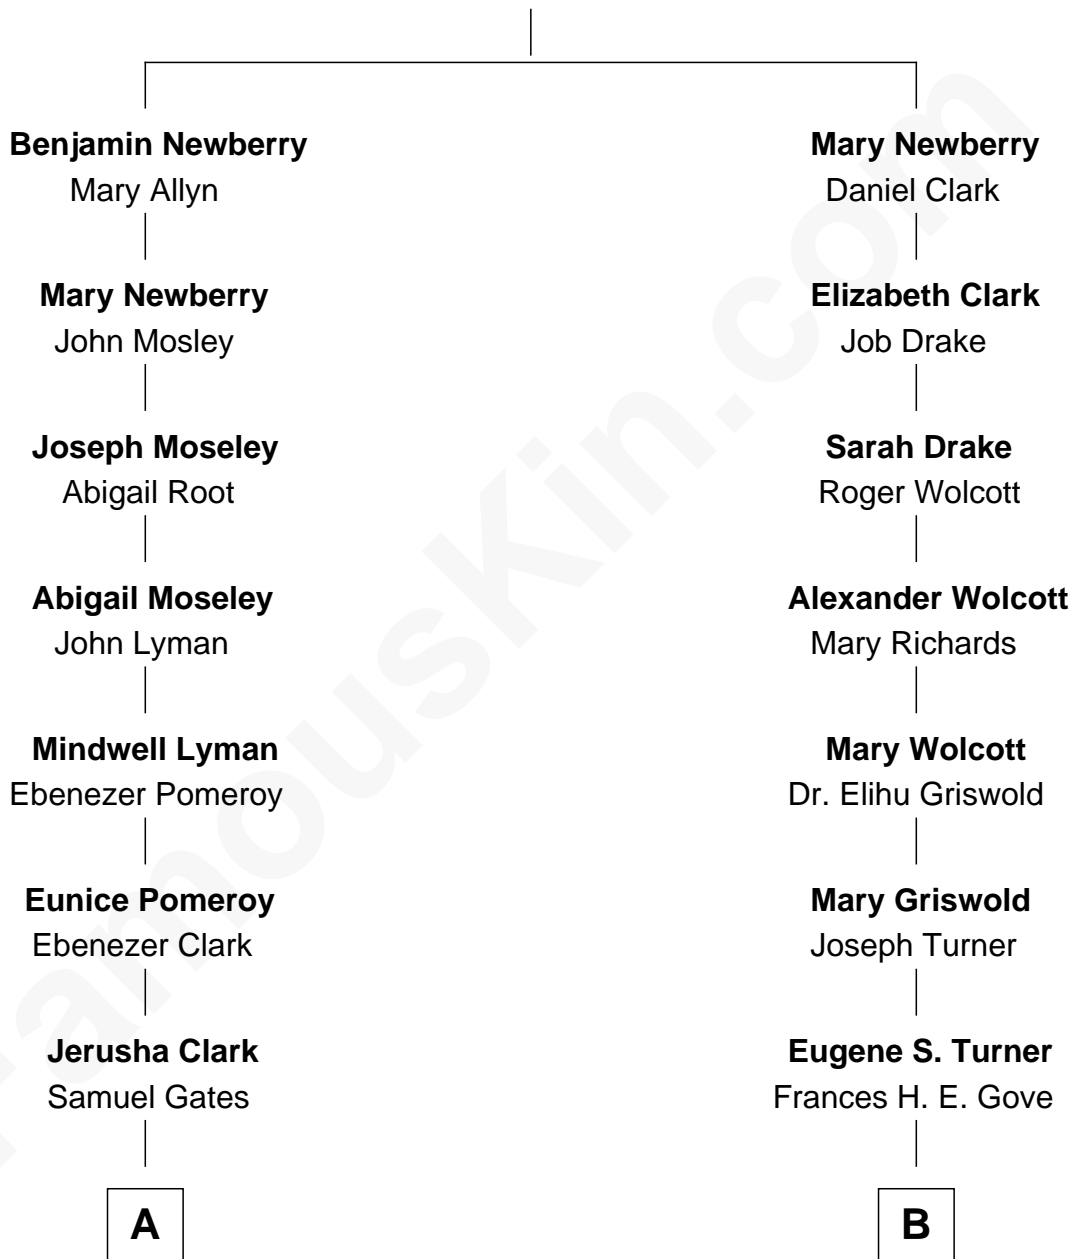 Benjamin Newberry
Mary Allyn
Mary Newberry
John Mosley
Joseph Moseley
Abigail Root
Abigail Moseley
John Lyman
Mindwell Lyman
Ebenezer Pomeroy
Eunice Pomeroy
Ebenezer Clark
Jerusha Clark
Samuel Gates
A
Mary Newberry
Daniel Clark
Elizabeth Clark
Job Drake
Sarah Drake
Roger Wolcott
Alexander Wolcott
Mary Richards
Mary Wolcott
Dr. Elihu Griswold
Mary Griswold
Joseph Turner
Eugene S. Turner
Frances H. E. Gove
B
FamousKin.com